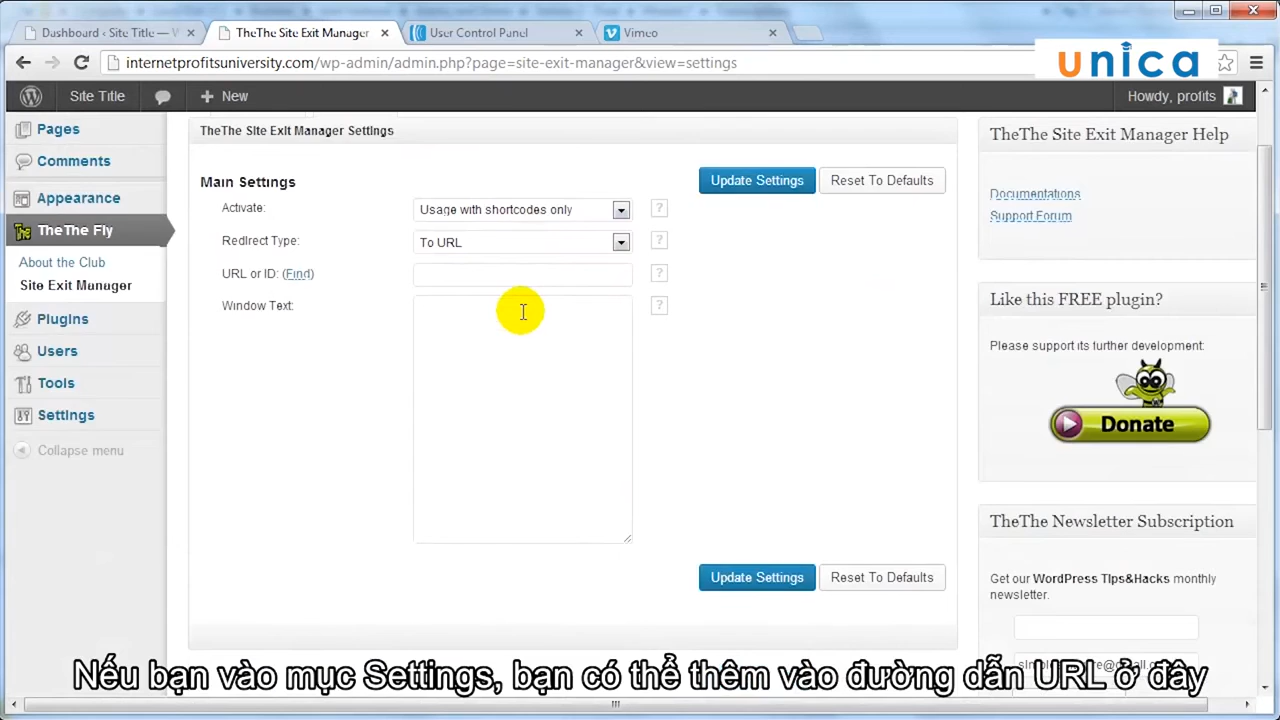 Dashboard ‹ Site Title — V
TheThe Site Exit Manager
User Control Panel
Vimeo
internetprofitsuniversity.com/wp-admin/admin.php?page=site-exit-manager&view=settings
unica
Site Title
New
Howdy, profits
Pages
Comments
Appearance
TheThe Fly
About the Club
Site Exit Manager
Plugins
Users
Tools
Settings
Collapse menu
TheThe Site Exit Manager Settings
Main Settings
Update Settings
Reset To Defaults
Activate:
Usage with shortcodes only
?
Redirect Type:
To URL
?
URL or ID: (Find)
?
Window Text:
?
Update Settings
Reset To Defaults
TheThe Site Exit Manager Help
Documentations
Support Forum
Like this FREE plugin?
Please support its further development:
Donate
TheThe Newsletter Subscription
Get our WordPress TIps&Hacks monthly
newsletter.
Nếu bạn vào mục Settings, bạn có thể thêm vào đường dẫn URL ở đây